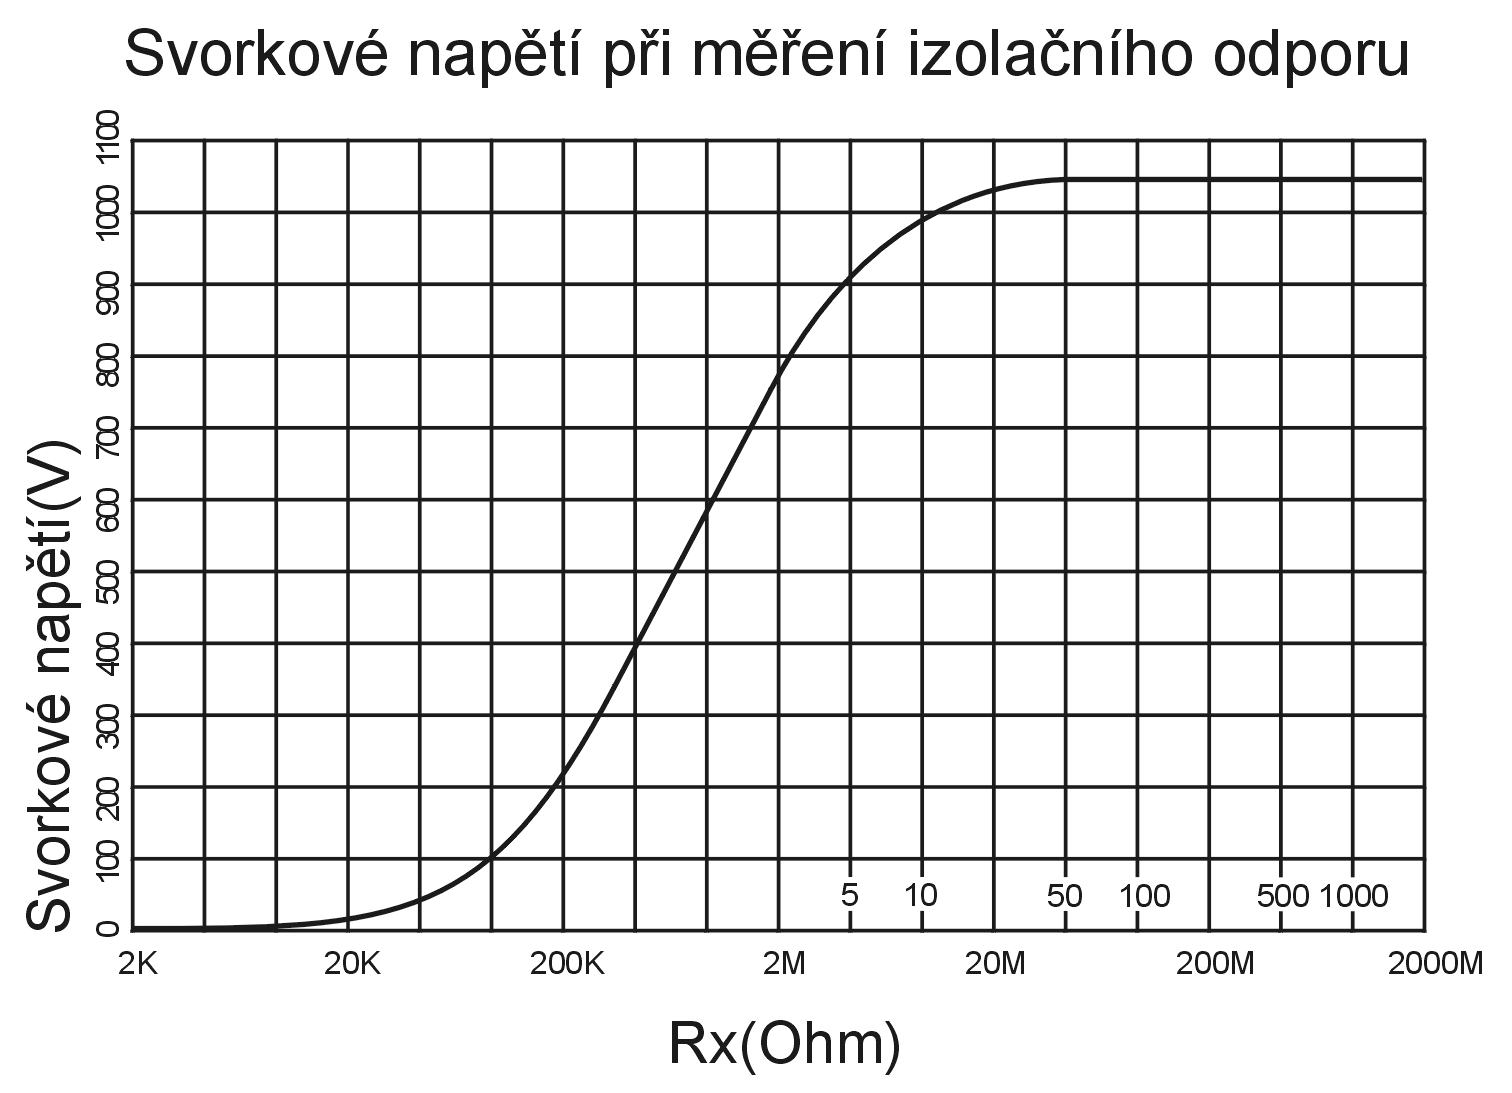 Svorkové napětí při měření izolačního odporu
Svorkové napětí(V)
1100
1000
900
800
700
600
500
400
300
200
100
0
5 10 50 100 500 1000
2K 20K 200K 2M 20M 200M 2000M
Rx(Ohm)